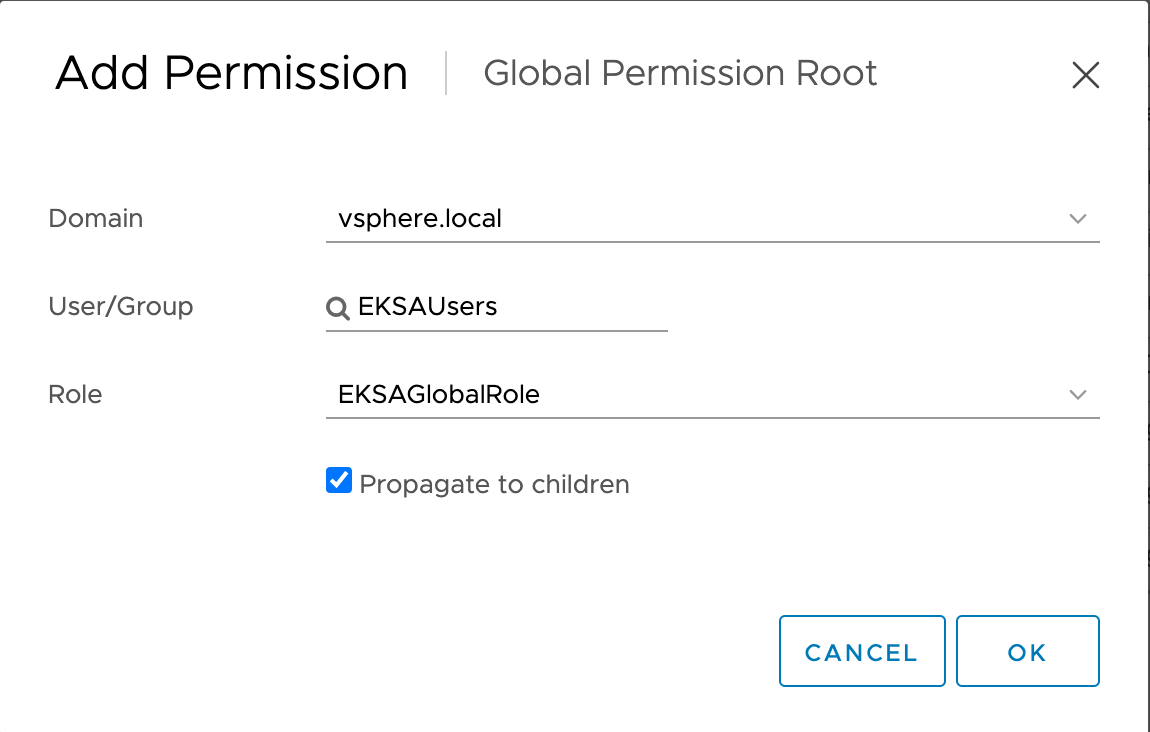 Add Permission | Global Permission Root
Domain vsphere.local
User/Group EKSAUsers
Role EKSAGlobalRole
Propagate to children
CANCEL OK